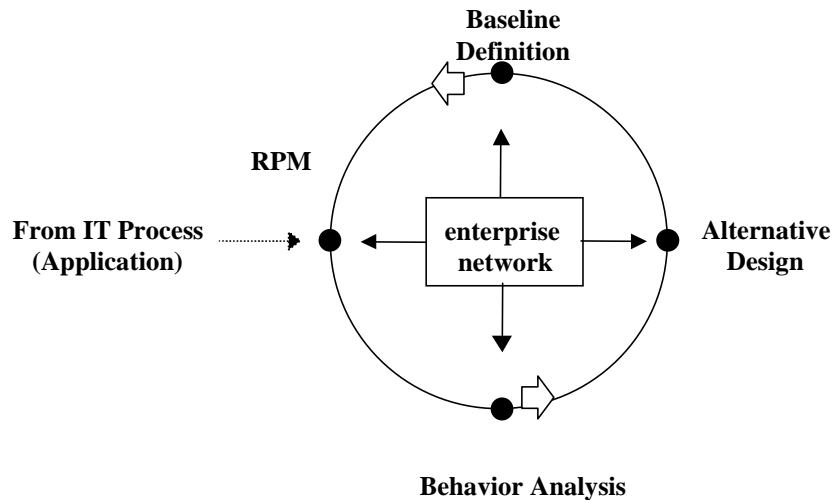 Baseline
Definition
RPM
From IT Process
(Application)
enterprise
network
Alternative
Design
Behavior Analysis